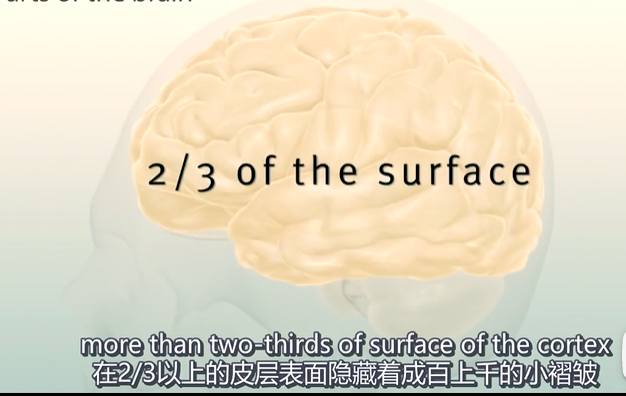 of the brain
2/3 of the surface
more than two-thirds of surface of the cortex
在2/3以上的皮层表面隐藏着成百上千的小褶皱